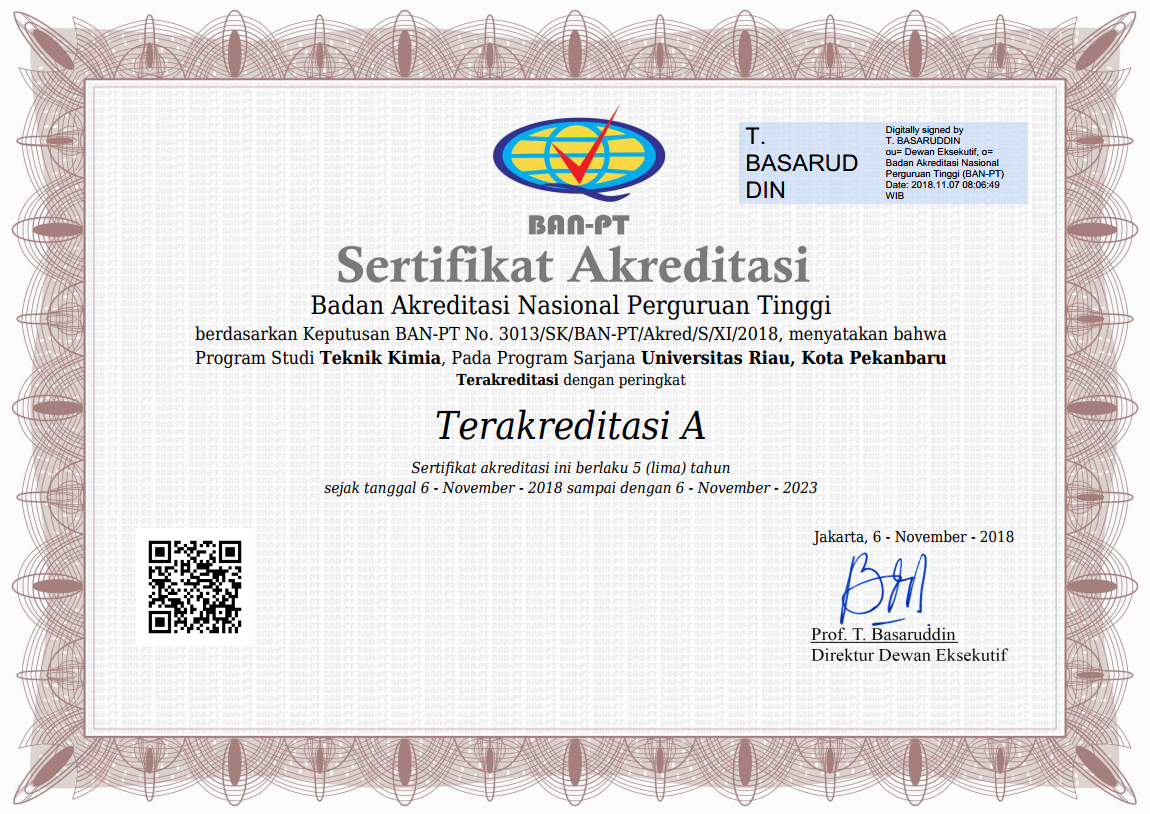 T.
BASARUD
DIN
Digitally signed by
T. BASARUDDIN
ou= Dewan Eksekutif, o=
Badan Akreditasi Nasional
Perguruan Tinggi (BAN-PT)
Date: 2018.11.07 08:06:49
WIB
BAN-PT
Sertifikat Akreditasi
Badan Akreditasi Nasional Perguruan Tinggi
berdasarkan Keputusan BAN-PT No. 3013/SK/BAN-PT/Akred/S/XI/2018, menyatakan bahwa
Program Studi Teknik Kimia, Pada Program Sarjana Universitas Riau, Kota Pekanbaru
Terakreditasi dengan peringkat
Terakreditasi A
Sertifikat akreditasi ini berlaku 5 (lima) tahun
sejak tanggal 6 - November - 2018 sampai dengan 6 - November - 2023
Jakarta, 6 - November - 2018
Prof. T. Basaruddin
Direktur Dewan Eksekutif